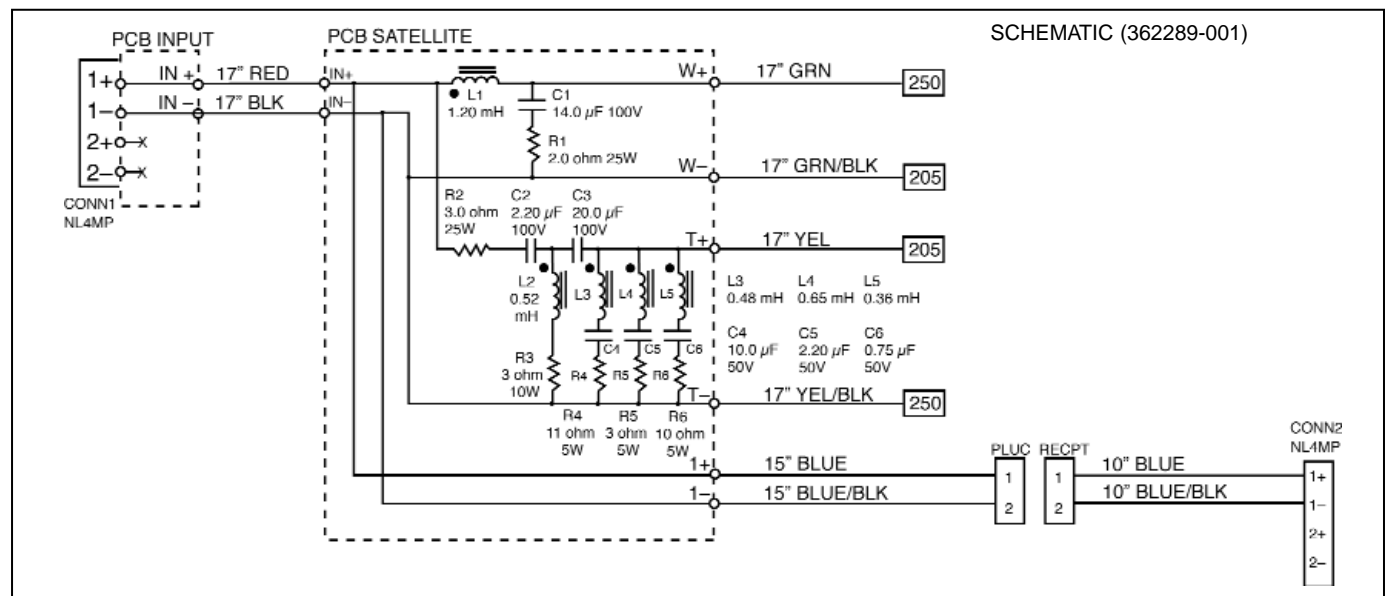 SCHEMATIC (362289-001)
PCB INPUT
PCB SATELLITE
1+
IN +
17” RED
IN+
1–
IN –
17” BLK
IN–
2+
x
2–
x
CONN1
NL4MP
L1
1.20 mH
C1
14.0 µF 100V
R1
2.0 ohm 25W
W+
17” GRN
250
W–
17” GRN/BLK
205
R2
3.0 ohm
25W
C2
2.20 µF
100V
C3
20.0 µF
100V
T+
17” YEL
205
L2
0.52
mH
L3
L4
L5
L3
0.48 mH
L4
0.65 mH
L5
0.36 mH
C4
C5
C6
C4
10.0 µF
50V
C5
2.20 µF
50V
C6
0.75 µF
50V
R3
3 ohm
10W
R4
R5
R6
T–
17” YEL/BLK
250
R4
11 ohm
5W
R5
3 ohm
5W
R6
10 ohm
5W
1+
15” BLUE
1–
15” BLUE/BLK
PLUC
1
2
RECPT
1
2
10” BLUE
10” BLUE/BLK
CONN2
NL4MP
1+
1–
2+
2–